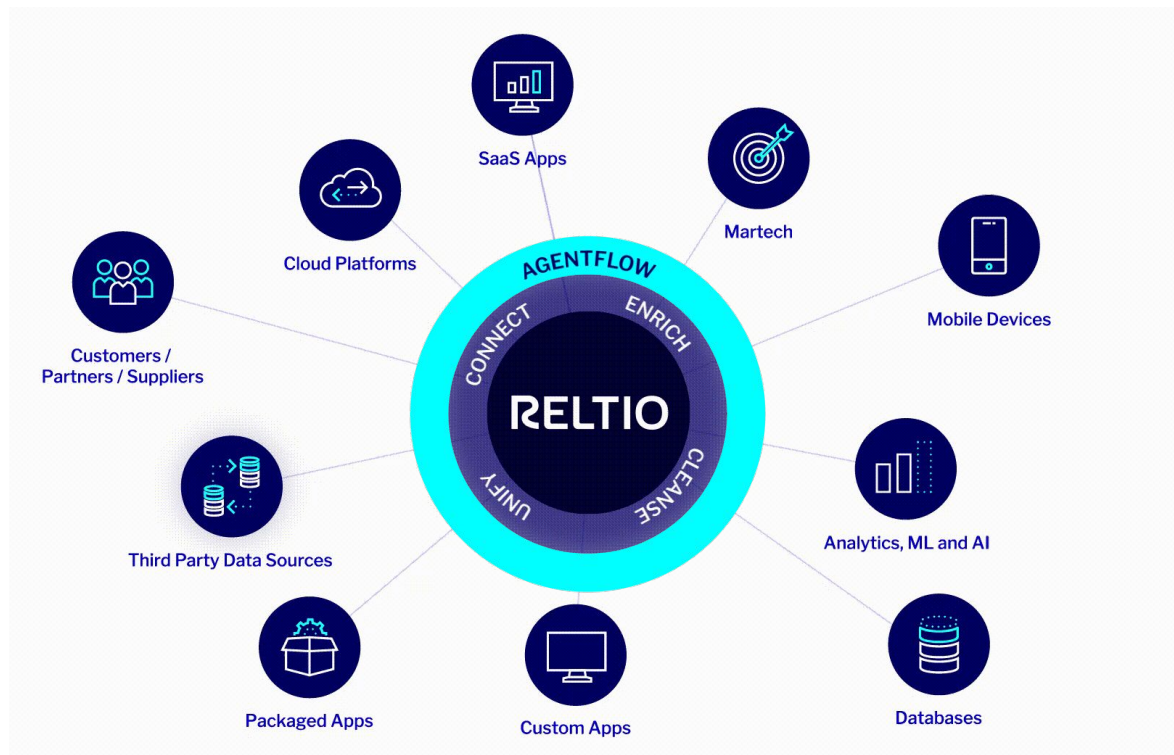 SaaS Apps
Martech
Cloud Platforms
Mobile Devices
Customers /
Partners / Suppliers
AGENTFLOW
CONNECT
ENRICH
RELTIO
UNIFY
CLEANSE
Third Party Data Sources
Analytics, ML and AI
Packaged Apps
Custom Apps
Databases